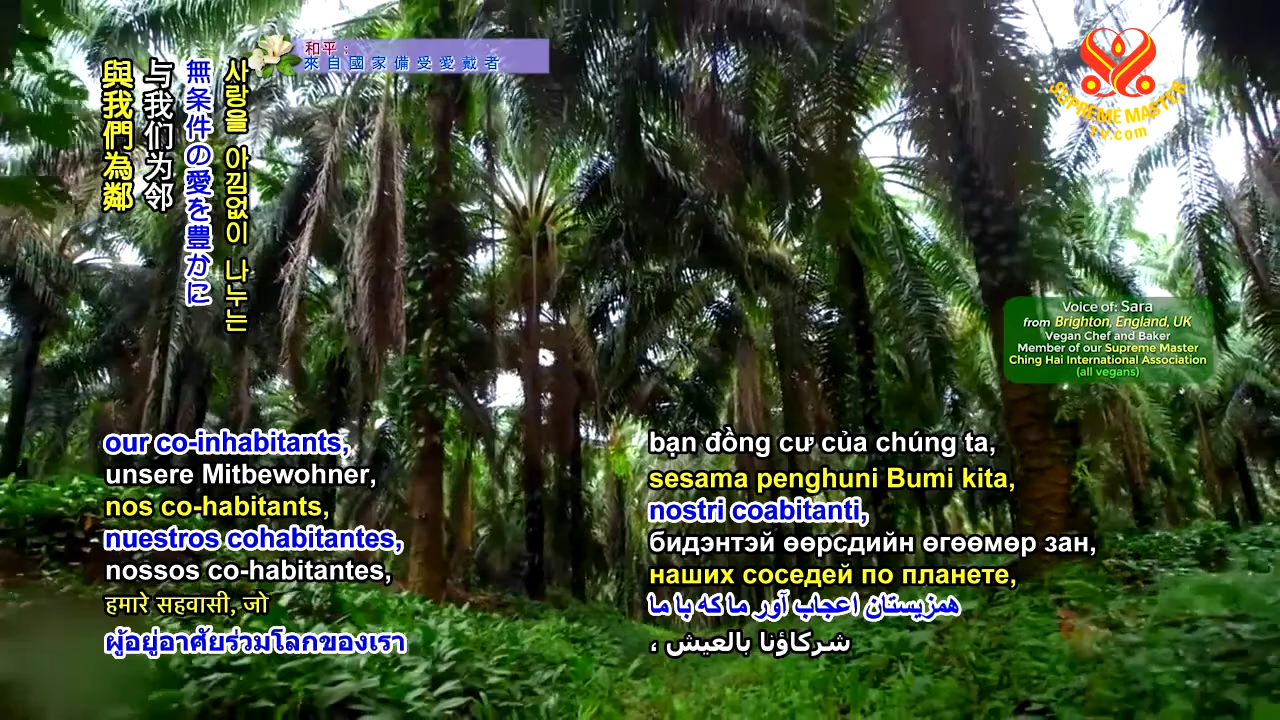 和平：
來自國家備受愛戴者
SUPREME MASTER
TV.com
與我們為鄰
与我们为邻
無条件の愛を豊かに
사랑을 아낌없이 나누는
Voice of: Sara
from Brighton, England, UK
Vegan Chef and Baker
Member of our Supreme Master
Ching Hai International Association
(all vegans)
our co-inhabitants,
unsere Mitbewohner,
nos co-habitants,
nuestros cohabitantes,
nossos co-habitantes,
हमारे सहवासी, जो
ผู้อยู่อาศัยร่วมโลกของเรา
bạn đồng cư của chúng ta,
sesama penghuni Bumi kita,
nostri coabitanti,
бидэнтэй өөрсдийн өгөөмөр зан,
наших соседей по планете,
همزیستان اعجاب آور ما که با ما
شركاؤنا بالعيش ،